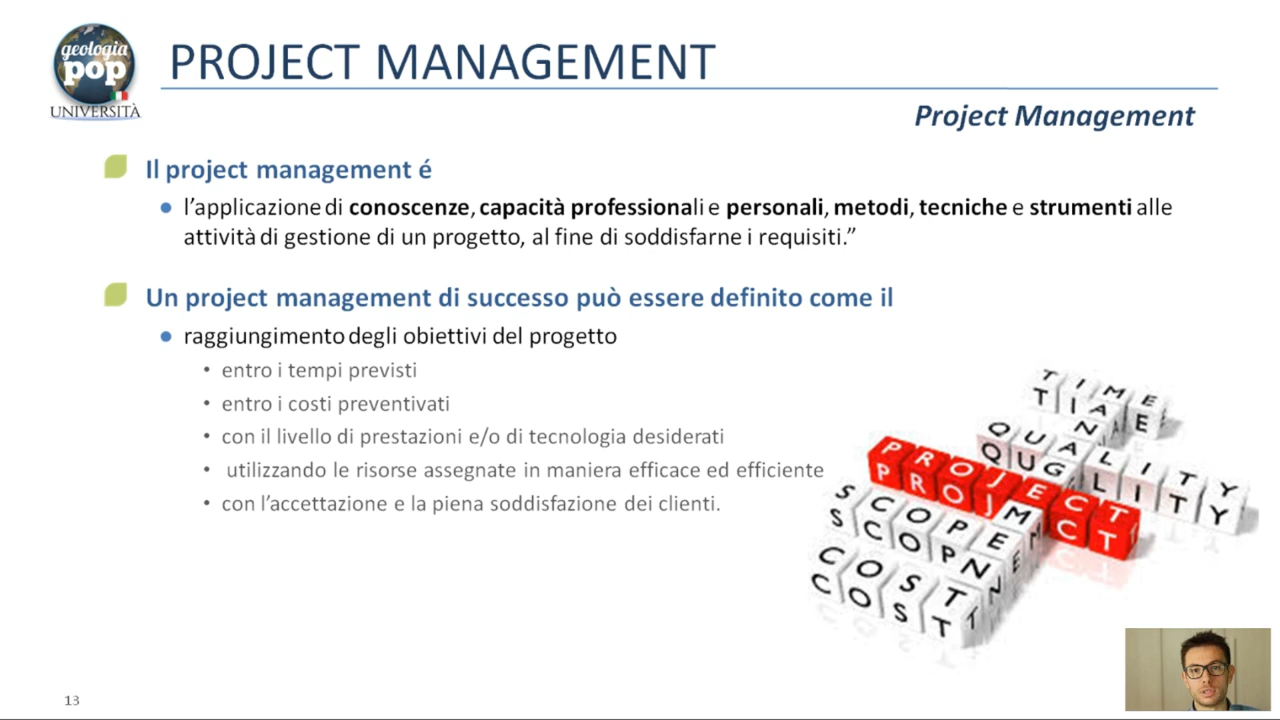 geologia
pop
UNIVERSITÀ
PROJECT MANAGEMENT
Project Management
Il project management é
l’applicazione di conoscenze, capacità professionali e personali, metodi, tecniche e strumenti alle
attività di gestione di un progetto, al fine di soddisfarne i requisiti.”
Un project management di successo può essere definito come il
raggiungimento degli obiettivi del progetto
entro i tempi previsti
entro i costi preventivati
con il livello di prestazioni e/o di tecnologia desiderati
utilizzando le risorse assegnate in maniera efficace ed efficiente
con l’accettazione e la piena soddisfazione dei clienti.
TIME
QUALITY
PROJECT
SCOPE
COST
13